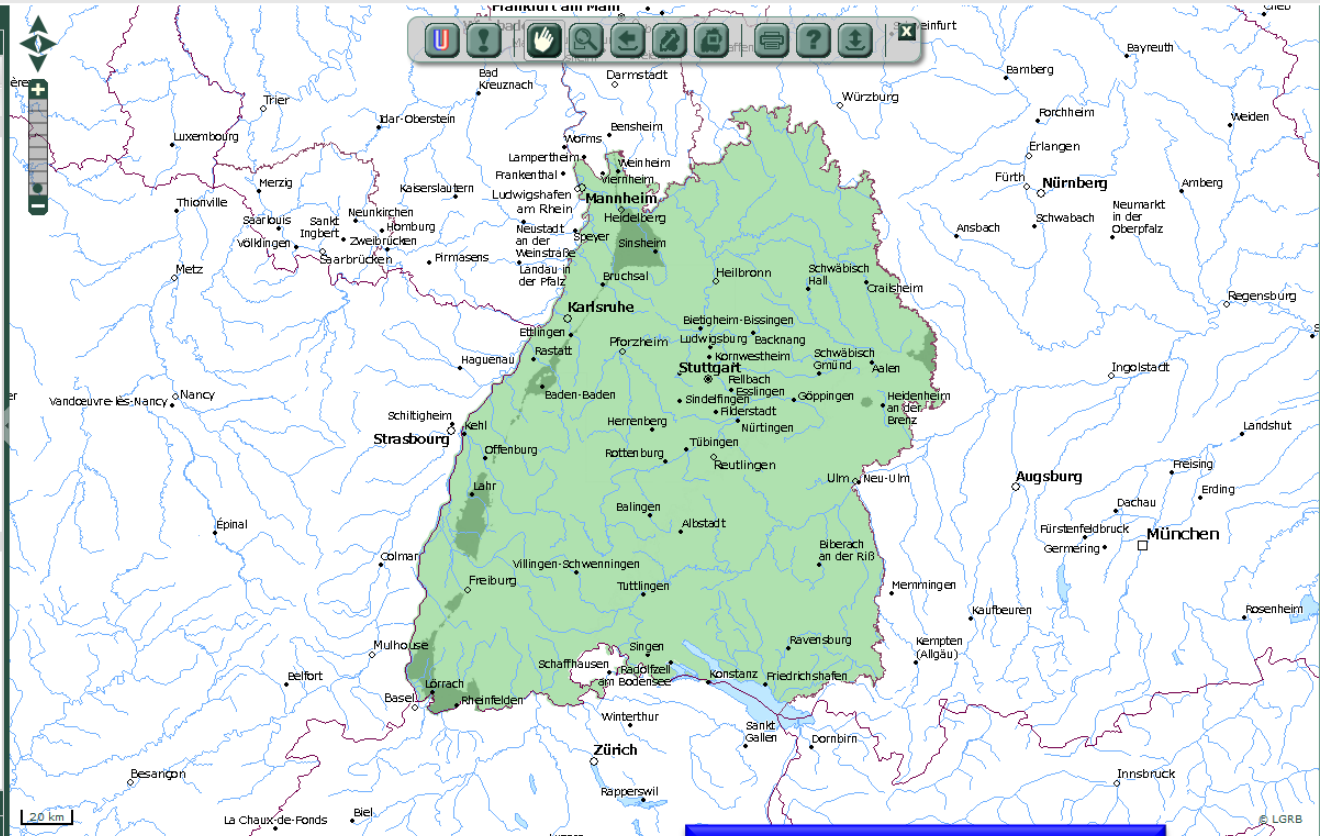 Frankfurt am Main
Schweinfurt
Bayreuth
Bamberg
Bad
Kreuznach
Darmstadt
Würzburg
Trier
Idar-Oberstein
Forchheim
Weiden
Luxembourg
Worms
Bensheim
Erlangen
Lampertheim
Weinheim
Frankenthal
Viernheim
Fürth
Nürnberg
Merzig
Kaiserslautern
Ludwigshafen
am Rhein
Mannheim
Amberg
Thionville
Saarlouis
Sankt
Ingbert
Neunkirchen
Homburg
Heidelberg
Schwabach
Neumarkt
in der
Oberpfalz
Völklingen
Zweibrücken
Neustadt
an der
Weinstraße
Speyer
Sinsheim
Ansbach
Saarbrücken
Pirmasens
Metz
Landau in
der Pfalz
Bruchsal
Heilbronn
Schwäbisch
Hall
Crailsheim
Regensburg
Karlsruhe
Ettlingen
Bietigheim-Bissingen
Pforzheim
Ludwigsburg
Backnang
Rastatt
Kornwestheim
Schwäbisch
Gmünd
Haguenau
Stuttgart
Aalen
Ingolstadt
Fellbach
Nancy
Vandœuvre-lès-Nancy
Baden-Baden
Esslingen
Sindelfingen
Göppingen
Heidenheim
an der
Brenz
Schiltigheim
Filderstadt
Kehl
Herrenberg
Nürtingen
Landshut
Strasbourg
Tübingen
Offenburg
Rottenburg
Reutlingen
Freising
Lahr
Ulm
Neu-Ulm
Augsburg
Erding
Dachau
Balingen
Épinal
Albstadt
Fürstenfeldbruck
München
Germering
Colmar
Biberach
an der Riß
Villingen-Schwenningen
Freiburg
Tuttlingen
Memmingen
Kaufbeuren
Rosenheim
Mulhouse
Singen
Ravensburg
Kempten
(Allgäu)
Schaffhausen
Radolfzell
am Bodensee
Belfort
Konstanz
Friedrichshafen
Lörrach
Basel
Rheinfelden
Winterthur
Sankt
Gallen
Dornbirn
Zürich
Besançon
Innsbruck
Rapperswil
20 km
La Chaux-de-Fonds
Biel
© LGRB